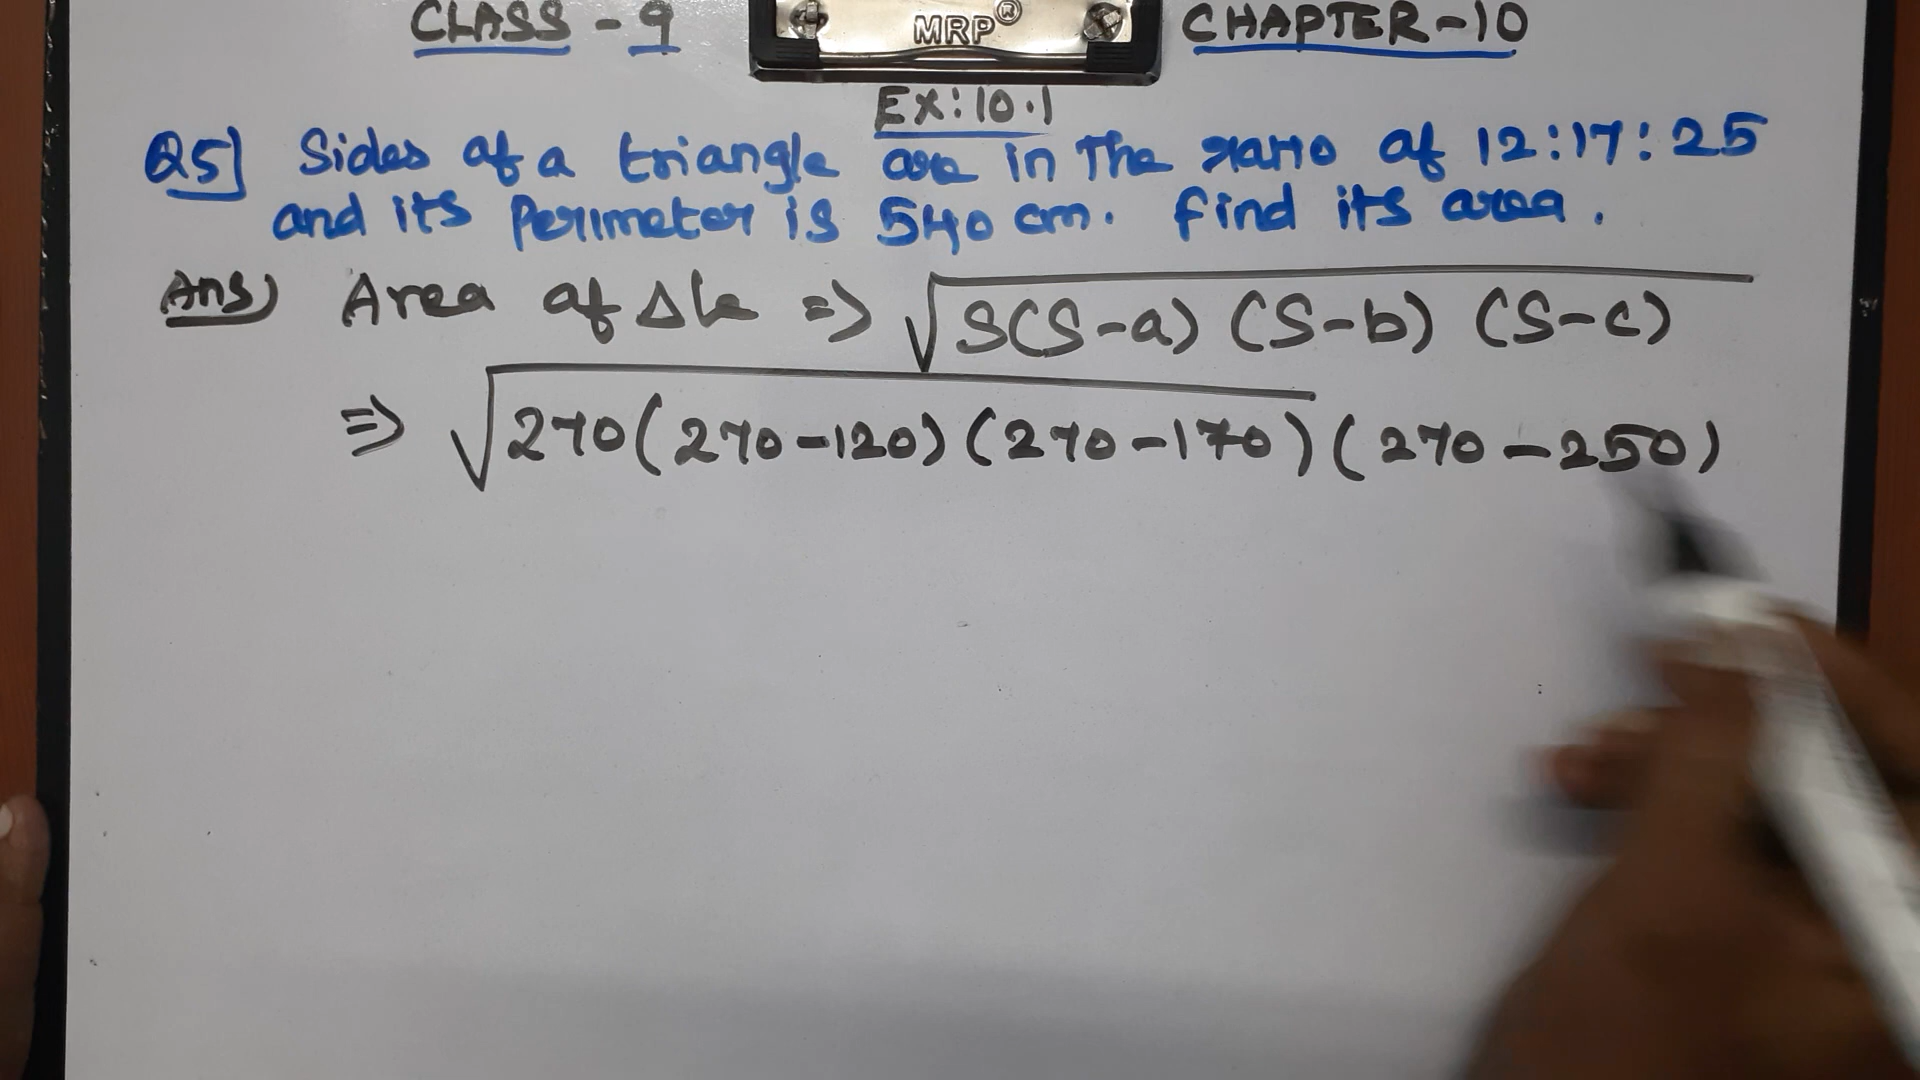 CLASS - 9 MRP® CHAPTER-10
EX:10.1
Q5] Sides of a triangle are in the ratio of 12:17:25
and its Perimeter is 540 cm. find its area.
Ans) Area of Δle => √S(S-a) (S-b) (S-c)
=> √270(270-120)(270-170)(270-250)